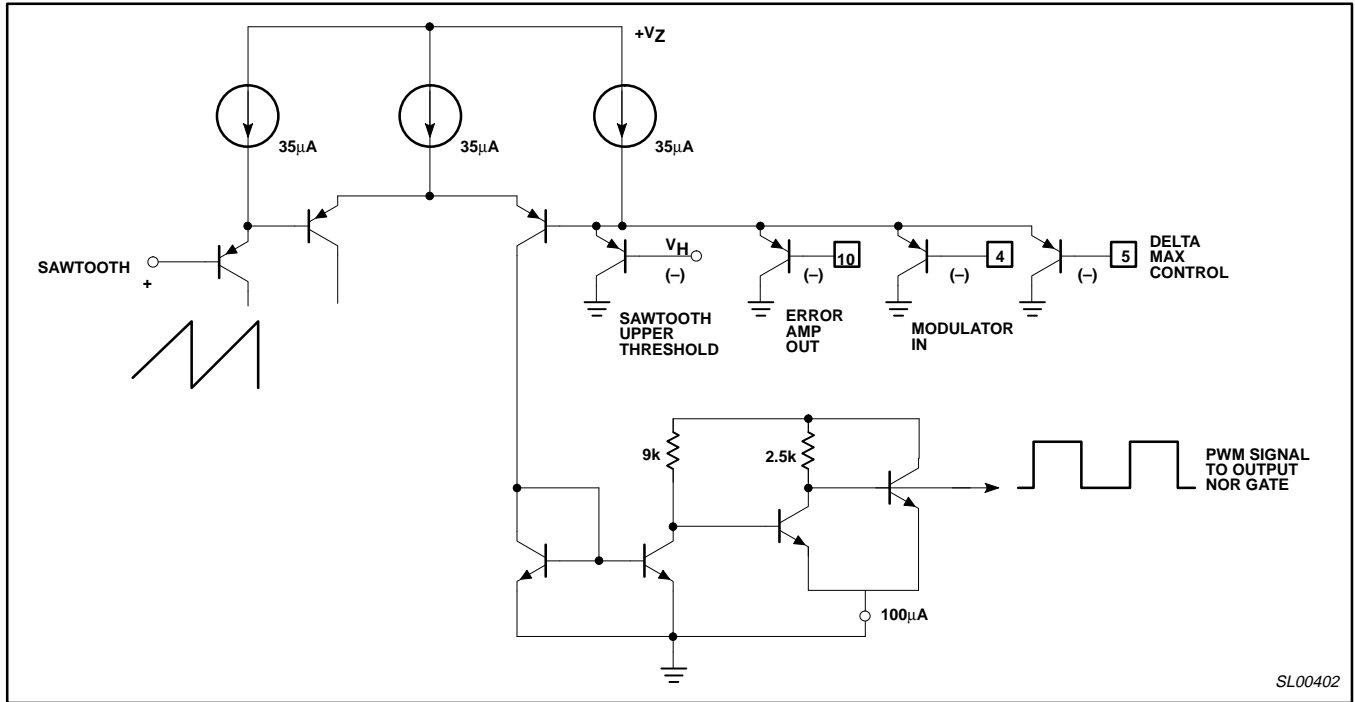 +VZ
35μA
35μA
35μA
SAWTOOTH
+
VH
(–)
10
(–)
4
(–)
5
(–)
DELTA
MAX
CONTROL
SAWTOOTH
UPPER
THRESHOLD
ERROR
AMP
OUT
MODULATOR
IN
9k
2.5k
PWM SIGNAL
TO OUTPUT
NOR GATE
100μA
SL00402